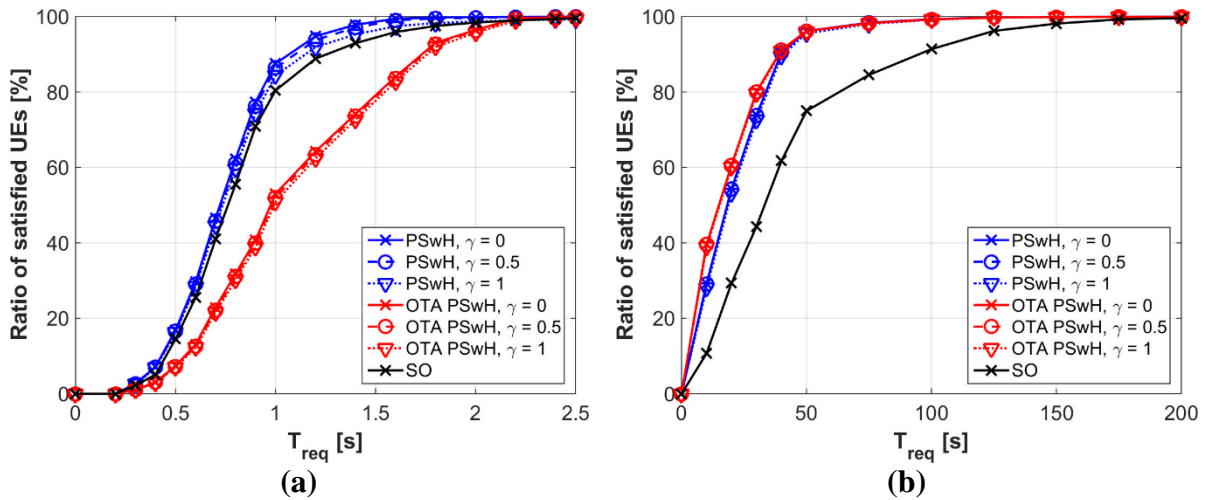 100
80
60
40
20
0
Ratio of satisfied UEs [%]
PSwH, γ = 0
PSwH, γ = 0.5
PSwH, γ = 1
OTA PSwH, γ = 0
OTA PSwH, γ = 0.5
OTA PSwH, γ = 1
SO
0 0.5 1 1.5 2 2.5
T_req [s]
(a)
100
80
60
40
20
0
Ratio of satisfied UEs [%]
PSwH, γ = 0
PSwH, γ = 0.5
PSwH, γ = 1
OTA PSwH, γ = 0
OTA PSwH, γ = 0.5
OTA PSwH, γ = 1
SO
0 50 100 150 200
T_req [s]
(b)